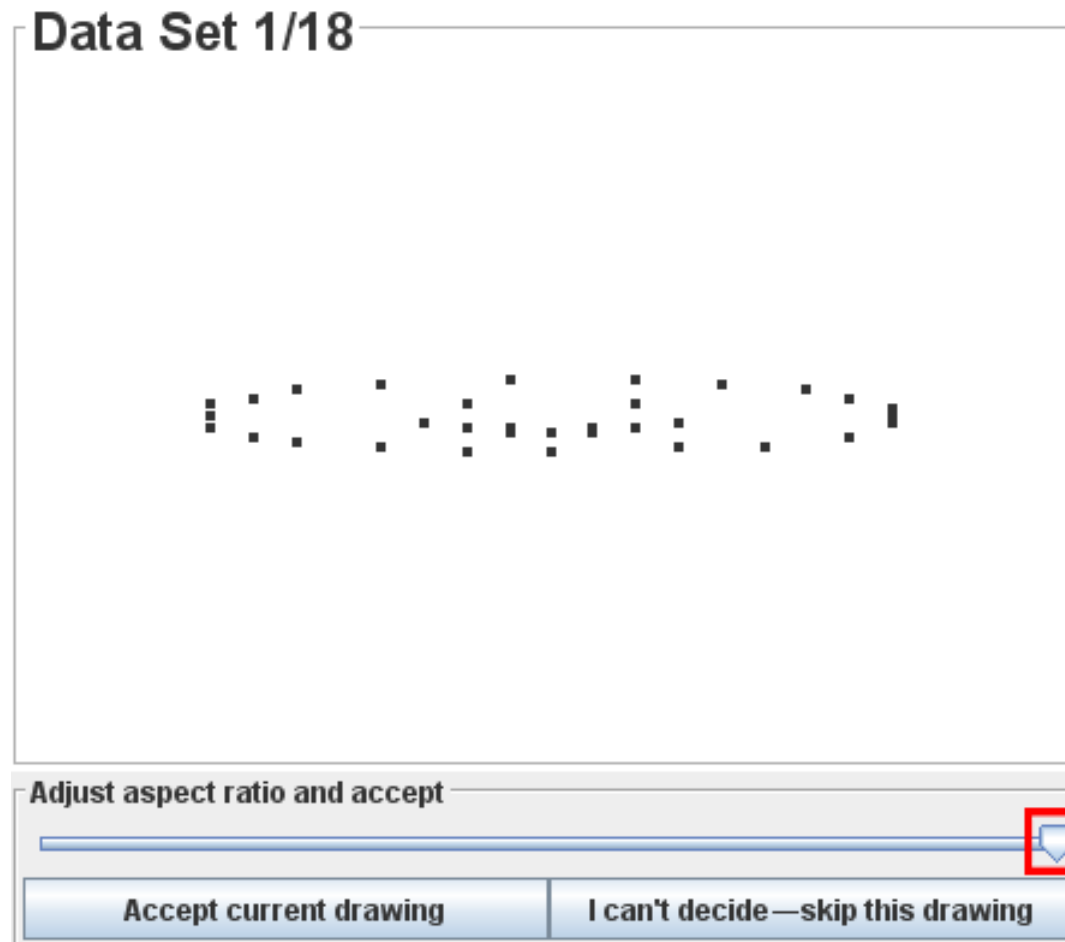 Data Set 1/18
Adjust aspect ratio and accept
Accept current drawing
I can't decide—skip this drawing